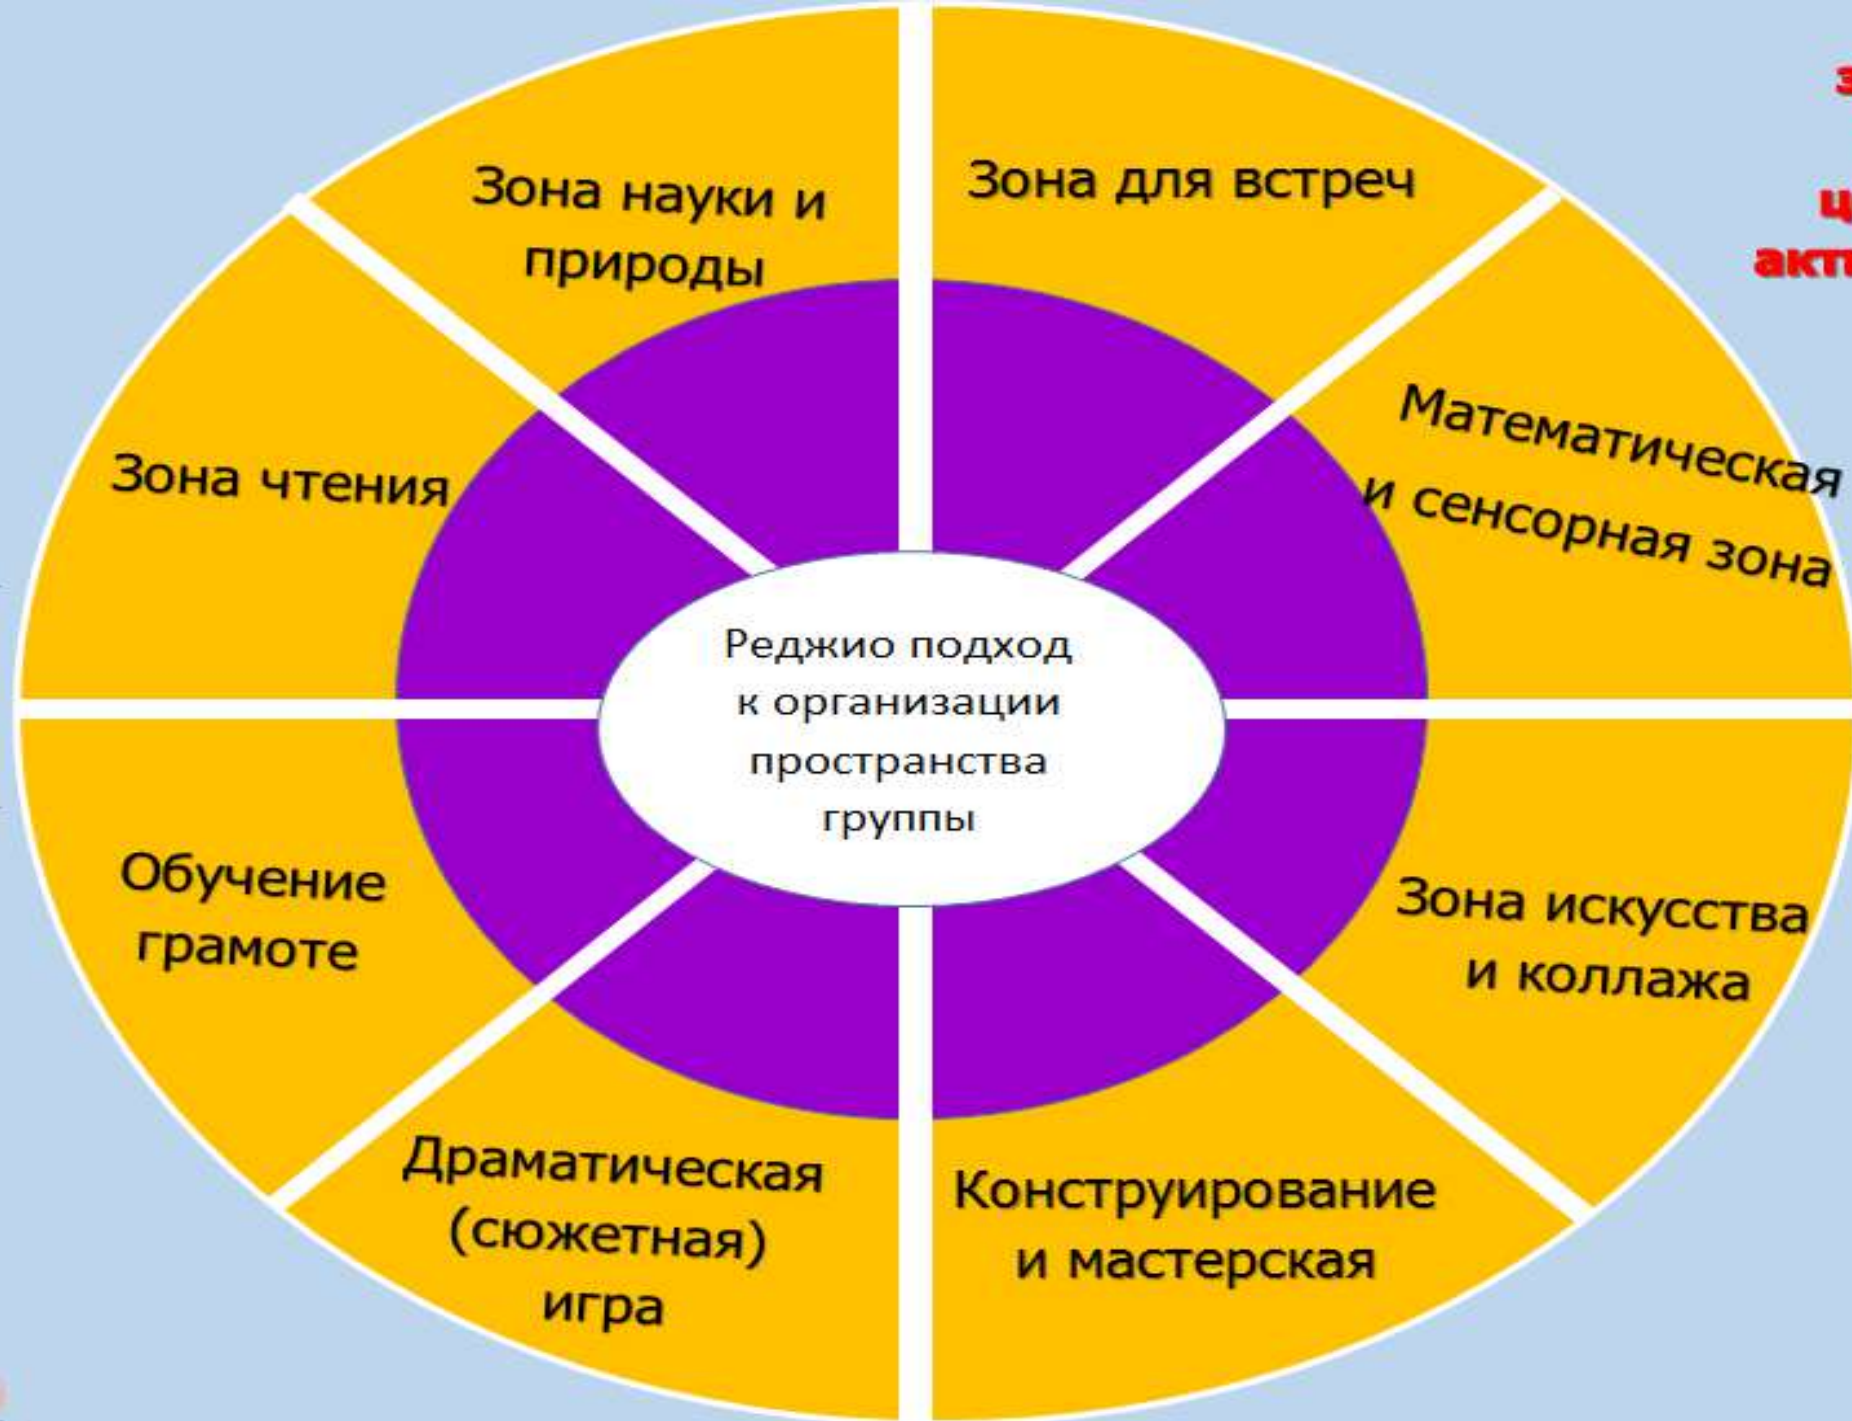 Зона науки и
природы
Зона для встреч
Математическая
и сенсорная зона
Зона чтения
Реджио подход
к организации
пространства
группы
Обучение
грамоте
Зона искусства
и коллажа
Драматическая
(сюжетная)
игра
Конструирование
и мастерская